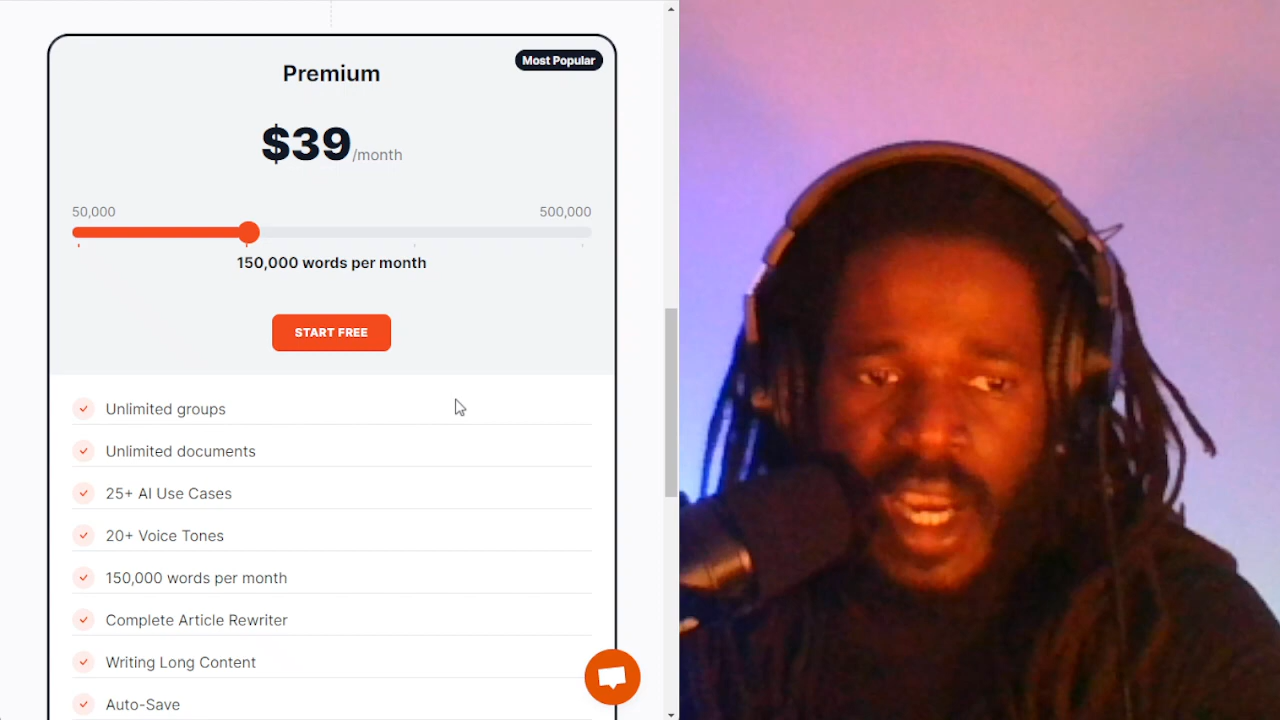 Most Popular
Premium
$39/month
50,000 500,000
150,000 words per month
START FREE
Unlimited groups
Unlimited documents
25+ AI Use Cases
20+ Voice Tones
150,000 words per month
Complete Article Rewriter
Writing Long Content
Auto-Save